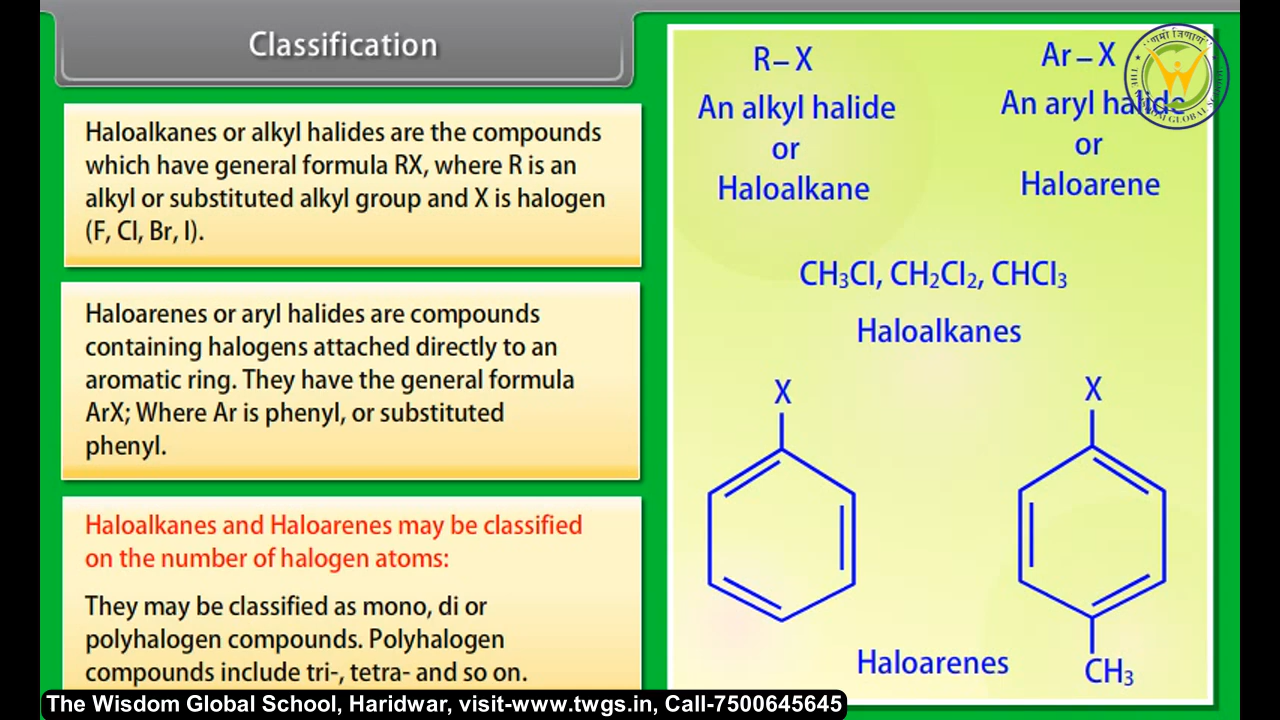 Classification
Haloalkanes or alkyl halides are the compounds
which have general formula RX, where R is an
alkyl or substituted alkyl group and X is halogen
(F, Cl, Br, I).
Haloarenes or aryl halides are compounds
containing halogens attached directly to an
aromatic ring. They have the general formula
ArX; Where Ar is phenyl, or substituted
phenyl.
Haloalkanes and Haloarenes may be classified
on the number of halogen atoms:
They may be classified as mono, di or
polyhalogen compounds. Polyhalogen
compounds include tri-, tetra- and so on.
R – X
An alkyl halide
or
Haloalkane
Ar – X
An aryl halide
or
Haloarene
CH₃Cl, CH₂Cl₂, CHCl₃
Haloalkanes
X
X
CH₃
Haloarenes
णमो जिणाणं
W
GLOBAL
The Wisdom Global School, Haridwar, visit-www.twgs.in, Call-7500645645